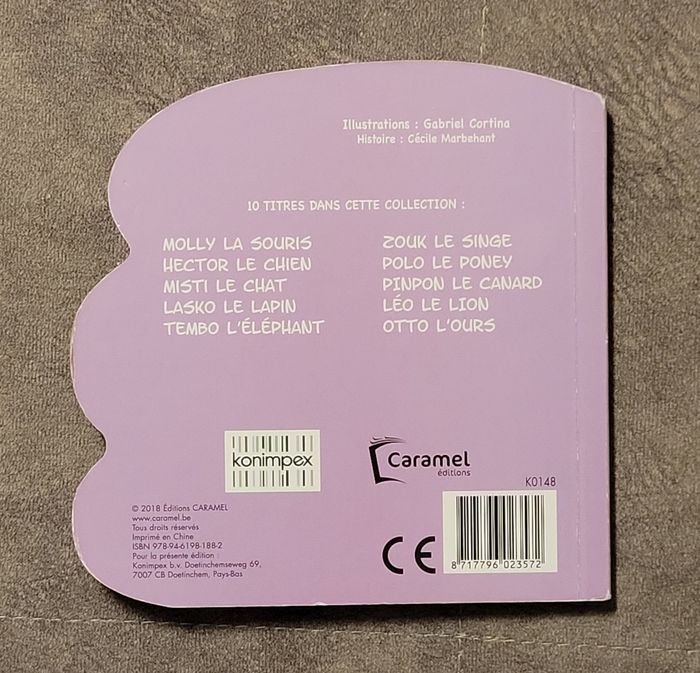 Illustrations : Gabriel Cortina
Histoire : Cécile Marbehant
10 TITRES DANS CETTE COLLECTION :
MOLLY LA SOURIS
HECTOR LE CHIEN
MISTI LE CHAT
LASKO LE LAPIN
TEMBO L'ÉLÉPHANT
ZOUK LE SINGE
POLO LE PONEY
PINPON LE CANARD
LÉO LE LION
OTTO L'OURS
konimpex
Caramel
éditions
K0148
© 2018 Éditions CARAMEL
www.caramel.be
Tous droits réservés
Imprimé en Chine
ISBN 978-94-6198-188-2
Pour la présente édition :
Konimpex b.v. Doetinchemseweg 69,
7007 CB Doetinchem, Pays-Bas
CE
8 717796 023572